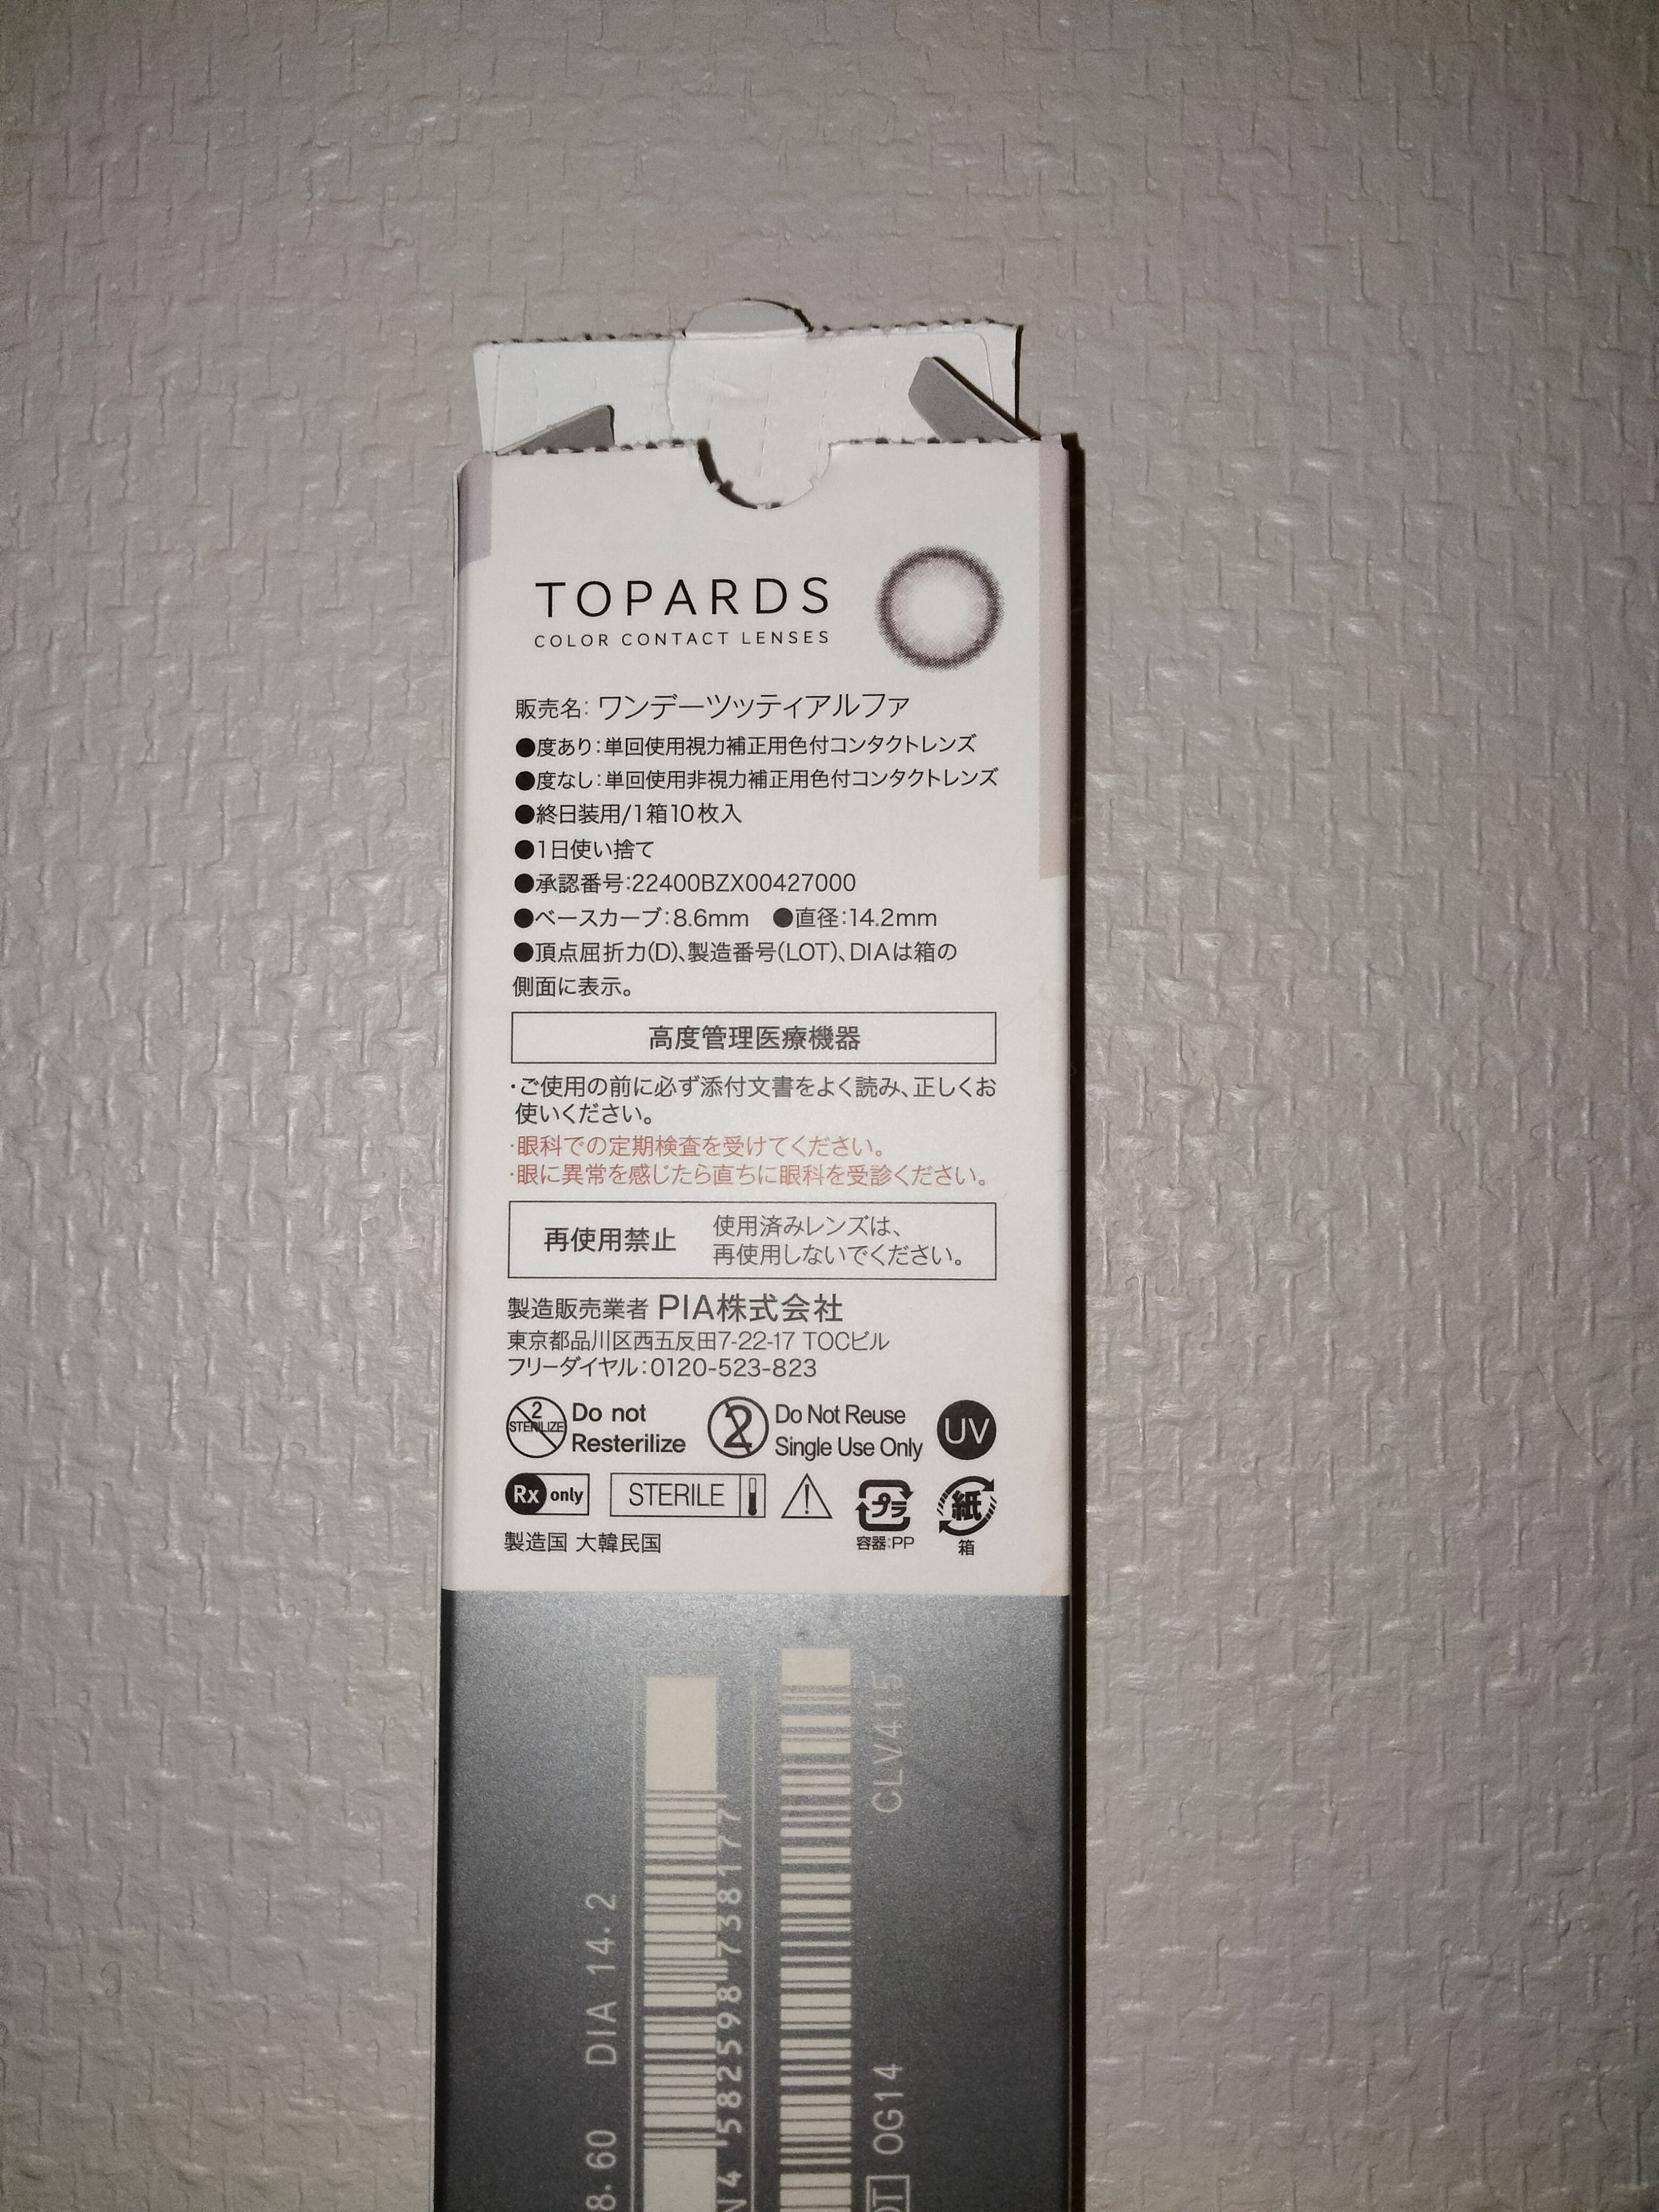 TOPARDS
COLOR CONTACT LENSES
販売名: ワンデーツッティアルファ
●度あり:単回使用視力補正用色付コンタクトレンズ
●度なし:単回使用非視力補正用色付コンタクトレンズ
●終日装用/1箱10枚入
●1日使い捨て
●承認番号:22400BZX00427000
●ベースカーブ:8.6mm ●直径:14.2mm
●頂点屈折力(D)、製造番号(LOT)、DIAは箱の
側面に表示。
高度管理医療機器
・ご使用の前に必ず添付文書をよく読み、正しくお
使いください。
・眼科での定期検査を受けてください。
・眼に異常を感じたら直ちに眼科を受診ください。
再使用禁止
使用済みレンズは、
再使用しないでください。
製造販売業者 PIA株式会社
東京都品川区西五反田7-22-17 TOCビル
フリーダイヤル:0120-523-823
2
STERILIZE
Do not
Resterilize
2
Do Not Reuse
Single Use Only
UV
Rx only
STERILE
プラ
容器:PP
紙
箱
製造国 大韓民国
8.60 DIA 14.2
4 582598 738177
OG14 CLV415